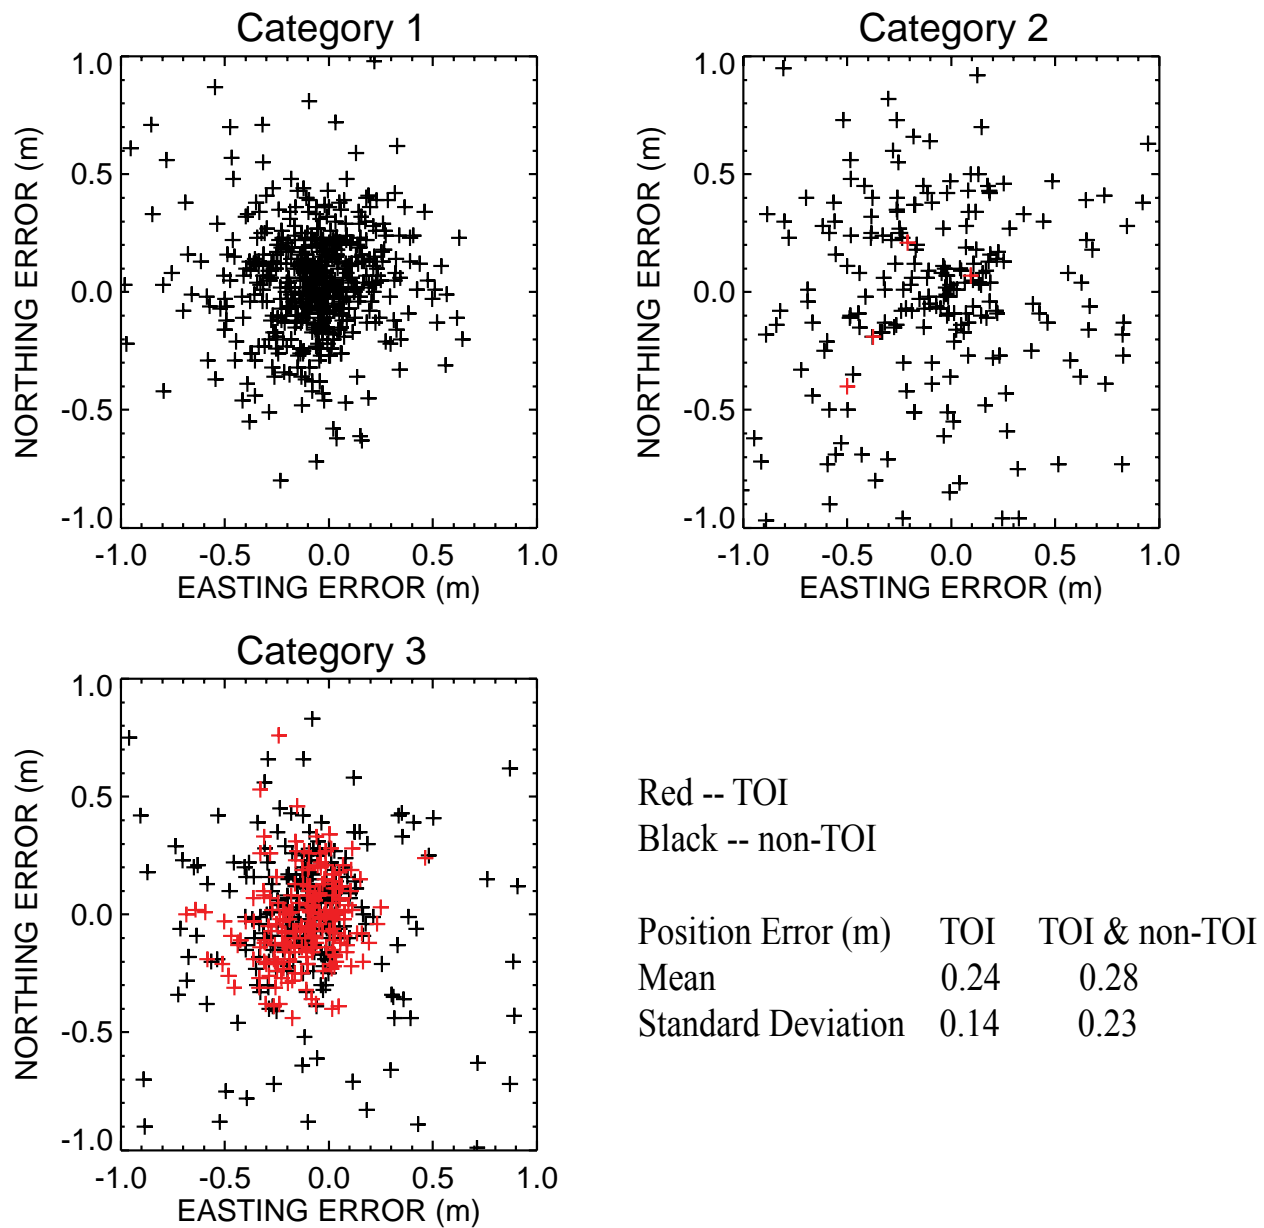 Category 1
1.0
0.5
0.0
-0.5
-1.0
-1.0 -0.5 0.0 0.5 1.0
EASTING ERROR (m)
NORTHING ERROR (m)
Category 2
1.0
0.5
0.0
-0.5
-1.0
-1.0 -0.5 0.0 0.5 1.0
EASTING ERROR (m)
NORTHING ERROR (m)
Category 3
1.0
0.5
0.0
-0.5
-1.0
-1.0 -0.5 0.0 0.5 1.0
EASTING ERROR (m)
NORTHING ERROR (m)
Red -- TOI
Black -- non-TOI
Position Error (m) TOI TOI & non-TOI
Mean 0.24 0.28
Standard Deviation 0.14 0.23